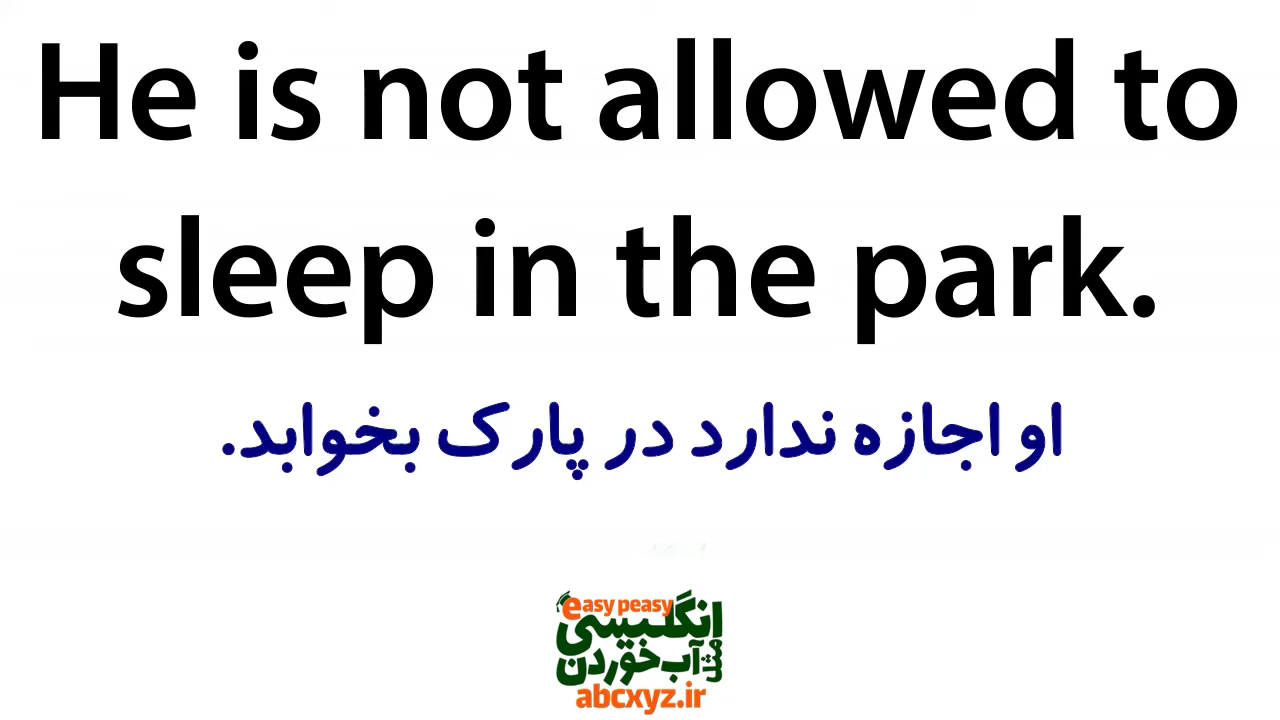 He is not allowed to
sleep in the park.
او اجازه ندارد در پارک بخوابد.
easy peasy
انگلیسی
مثل آب خوردن
abcxyz.ir